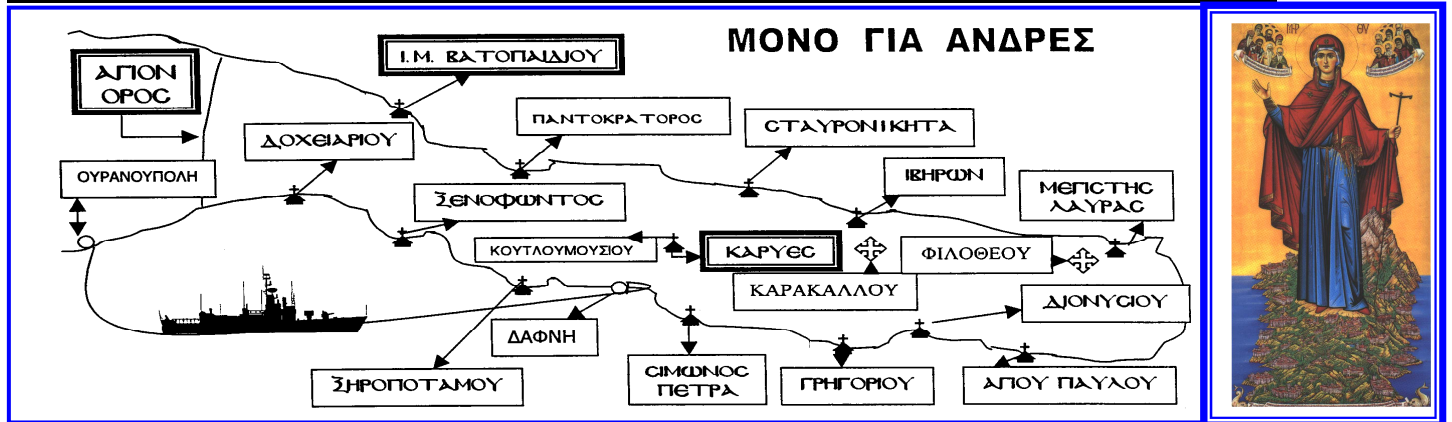 ΜΟΝΟ ΓΙΑ ΑΝΔΡΕΣ
Ι.Μ. ΒΑΤΟΠΑΙΔΙΟΥ
ΑΓΙΟΝ
ΟΡΟΣ
ΠΑΝΤΟΚΡΑΤΟΡΟΣ
ΣΤΑΥΡΟΝΙΚΗΤΑ
ΔΟΧΕΙΑΡΙΟΥ
ΟΥΡΑΝΟΥΠΟΛΗ
ΙΒΗΡΩΝ
ΜΕΓΙΣΤΗΣ
ΛΑΥΡΑΣ
ΞΕΝΟΦΩΝΤΟΣ
ΚΟΥΤΛΟΥΜΟΥΣΙΟΥ
ΚΑΡΥΕΣ
ΦΙΛΟΘΕΟΥ
ΚΑΡΑΚΑΛΛΟΥ
ΔΙΟΝΥΣΙΟΥ
ΔΑΦΝΗ
ΞΗΡΟΠΟΤΑΜΟΥ
ΣΙΜΩΝΟΣ
ΠΕΤΡΑ
ΓΡΗΓΟΡΙΟΥ
ΑΓΙΟΥ ΠΑΥΛΟΥ